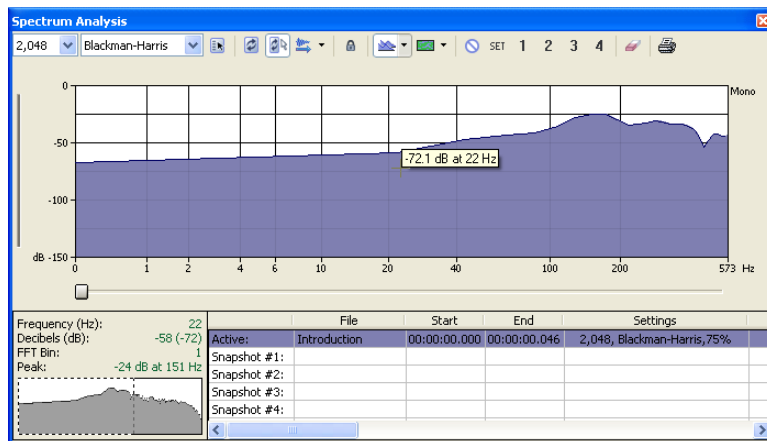 Spectrum Analysis
2,048 Blackman-Harris SET 1 2 3 4
0
-50
-100
dB -150
Mono
-72.1 dB at 22 Hz
0 1 2 4 6 10 20 40 100 200 573 Hz
Frequency (Hz): 22
Decibels (dB): -58 (-72)
FFT Bin: 1
Peak: -24 dB at 151 Hz
File Start End Settings
Active: Introduction 00:00:00.000 00:00:00.046 2,048, Blackman-Harris,75%
Snapshot #1:
Snapshot #2:
Snapshot #3:
Snapshot #4: